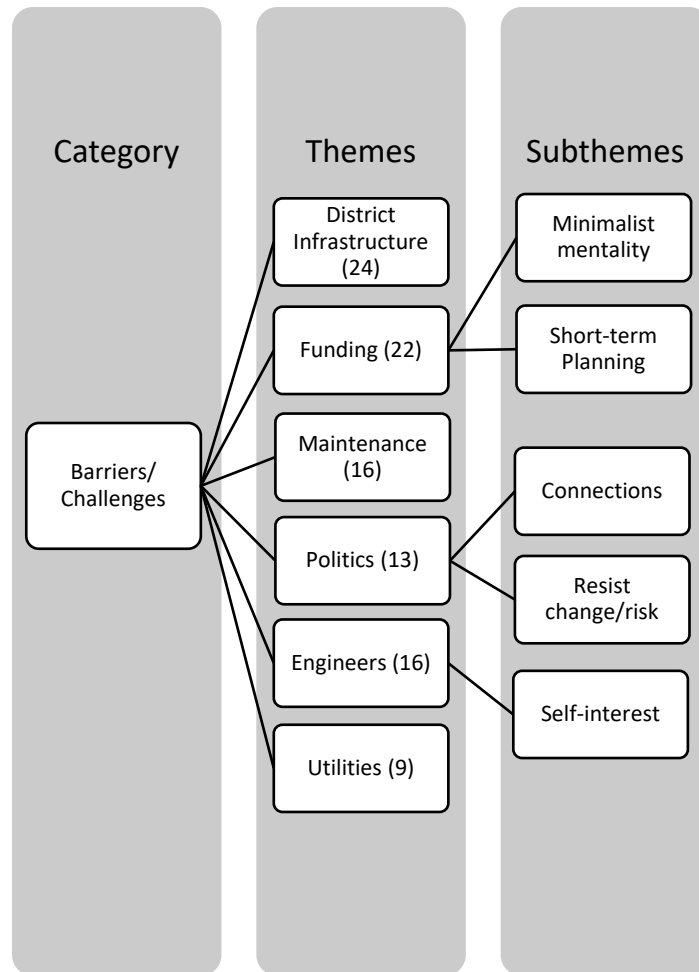 Category
Themes
Subthemes
Barriers/
Challenges
District
Infrastructure
(24)
Funding (22)
Maintenance
(16)
Politics (13)
Engineers (16)
Utilities (9)
Minimalist
mentality
Short-term
Planning
Connections
Resist
change/risk
Self-interest